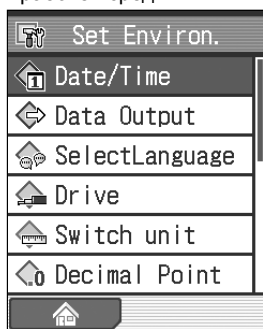 Set Environ.
Date/Time
Data Output
SelectLanguage
Drive
Switch unit
Decimal Point